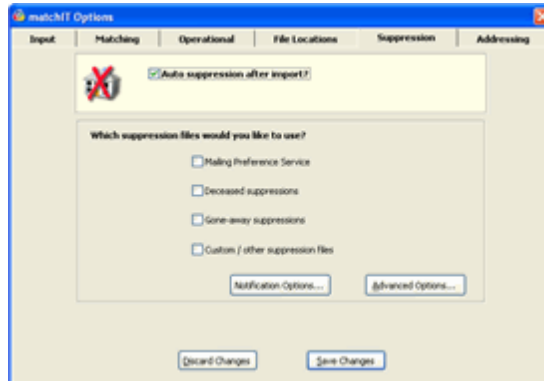 matchIT Options
Input Matching Operational File Locations Suppression Addressing
Auto suppression after import?
Which suppression files would you like to use?
Mailing Preference Service
Deceased suppressions
Gone-away suppressions
Custom / other suppression files
Notification Options... Advanced Options...
Discard Changes Save Changes